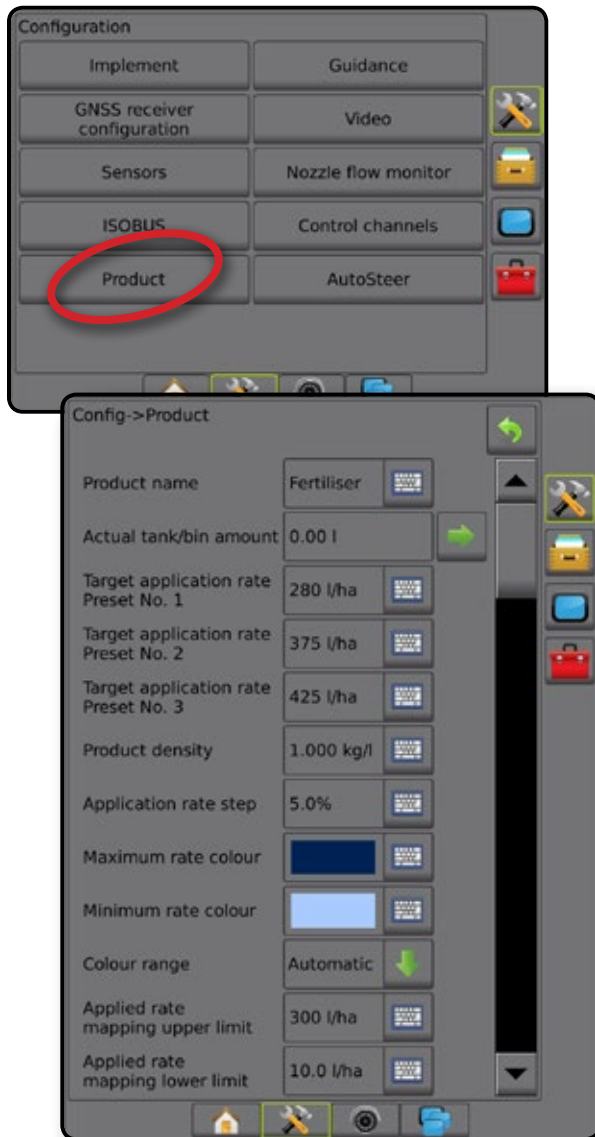 Configuration
Implement
Guidance
GNSS receiver
configuration
Video
Sensors
Nozzle flow monitor
ISOBUS
Control channels
Product
AutoSteer
Config->Product
Product name
Fertiliser
Actual tank/bin amount
0.00 l
Target application rate
Preset No. 1
280 l/ha
Target application rate
Preset No. 2
375 l/ha
Target application rate
Preset No. 3
425 l/ha
Product density
1.000 kg/l
Application rate step
5.0%
Maximum rate colour
Minimum rate colour
Colour range
Automatic
Applied rate
mapping upper limit
300 l/ha
Applied rate
mapping lower limit
10.0 l/ha